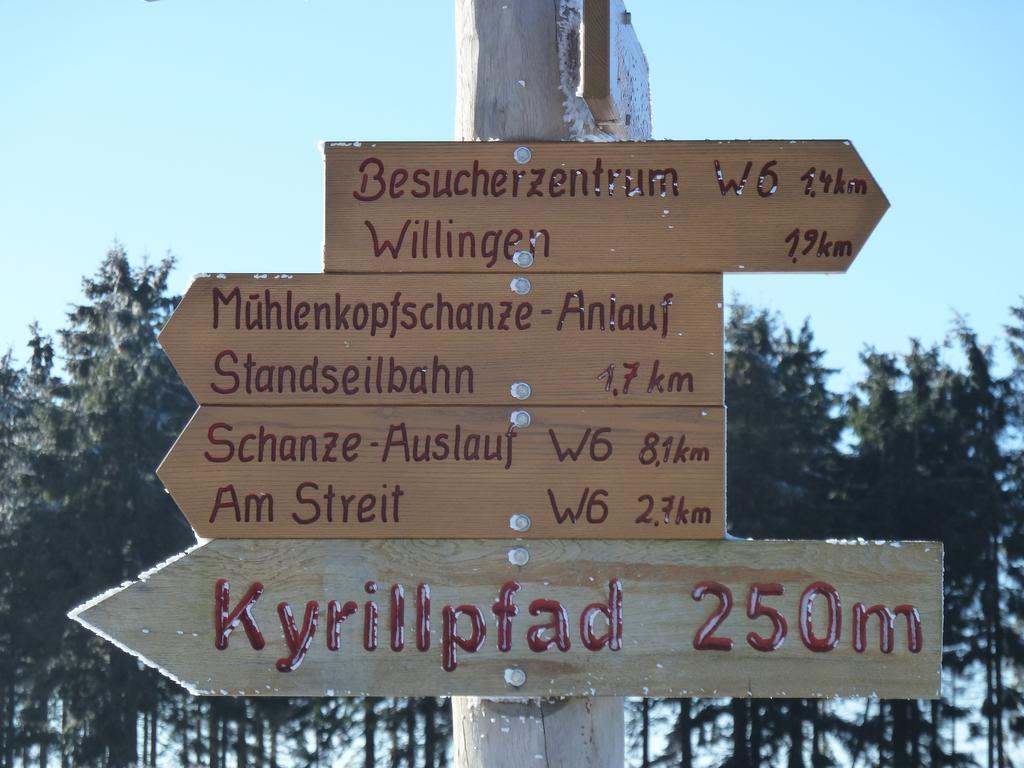 Besucherzentrum W6 1,4km
Willingen 1,9km
Mühlenkopfschanze-Anlauf
Standseilbahn 1,7 km
Schanze-Auslauf W6 8,1km
Am Streit W6 2,7km
Kyrillpfad 250m